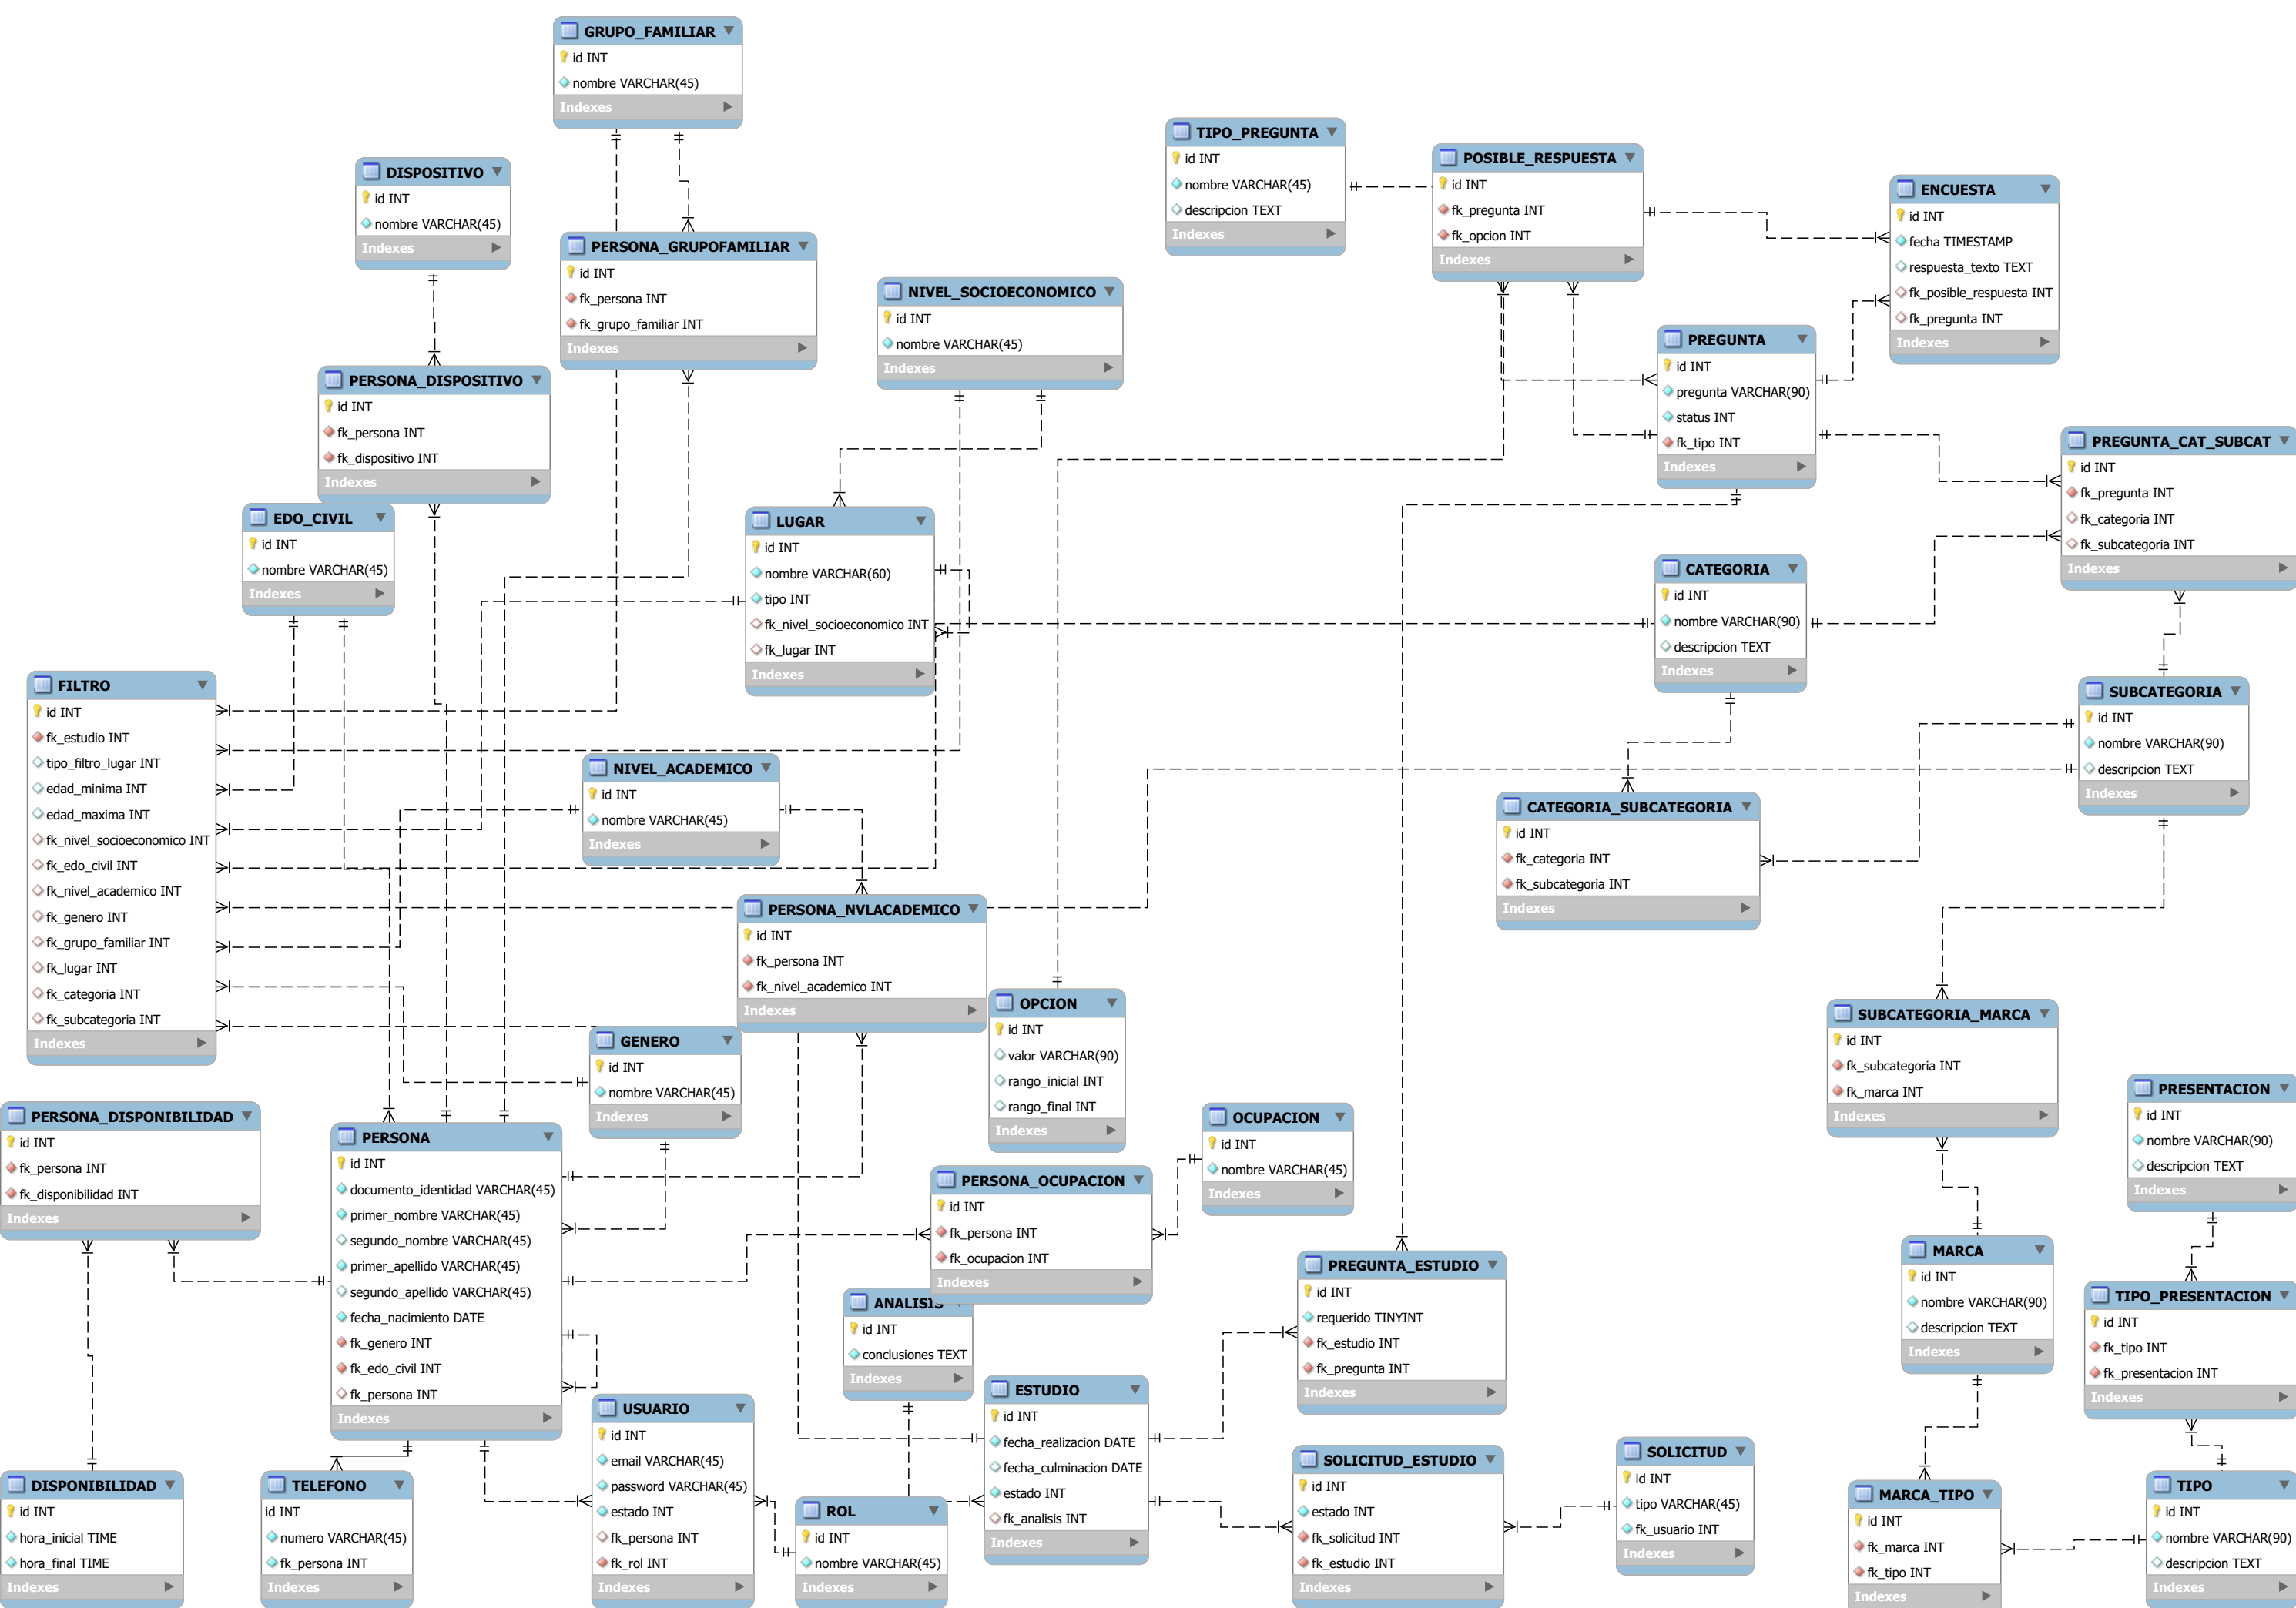 GRUPO_FAMILIAR
id INT
nombre VARCHAR(45)
Indexes
DISPOSITIVO
id INT
nombre VARCHAR(45)
Indexes
PERSONA_GRUPOFAMILIAR
id INT
fk_persona INT
fk_grupo_familiar INT
Indexes
TIPO_PREGUNTA
id INT
nombre VARCHAR(45)
descripcion TEXT
Indexes
POSIBLE_RESPUESTA
id INT
fk_pregunta INT
fk_opcion INT
Indexes
ENCUESTA
id INT
fecha TIMESTAMP
respuesta_texto TEXT
fk_posible_respuesta INT
fk_pregunta INT
Indexes
NIVEL_SOCIOECONOMICO
id INT
nombre VARCHAR(45)
Indexes
PREGUNTA
id INT
pregunta VARCHAR(90)
status INT
fk_tipo INT
Indexes
PERSONA_DISPOSITIVO
id INT
fk_persona INT
fk_dispositivo INT
Indexes
PREGUNTA_CAT_SUBCAT
id INT
fk_pregunta INT
fk_categoria INT
fk_subcategoria INT
Indexes
EDO_CIVIL
id INT
nombre VARCHAR(45)
Indexes
LUGAR
id INT
nombre VARCHAR(60)
tipo INT
fk_nivel_socioeconomico INT
fk_lugar INT
Indexes
CATEGORIA
id INT
nombre VARCHAR(90)
descripcion TEXT
Indexes
FILTRO
id INT
fk_estudio INT
tipo_filtro_lugar INT
edad_minima INT
edad_maxima INT
fk_nivel_socioeconomico INT
fk_edo_civil INT
fk_nivel_academico INT
fk_genero INT
fk_grupo_familiar INT
fk_lugar INT
fk_categoria INT
fk_subcategoria INT
Indexes
SUBCATEGORIA
id INT
nombre VARCHAR(90)
descripcion TEXT
Indexes
NIVEL_ACADEMICO
id INT
nombre VARCHAR(45)
Indexes
CATEGORIA_SUBCATEGORIA
id INT
fk_categoria INT
fk_subcategoria INT
Indexes
PERSONA_NVLACADEMICO
id INT
fk_persona INT
fk_nivel_academico INT
Indexes
OPCION
id INT
valor VARCHAR(90)
rango_inicial INT
rango_final INT
Indexes
SUBCATEGORIA_MARCA
id INT
fk_subcategoria INT
fk_marca INT
Indexes
GENERO
id INT
nombre VARCHAR(45)
Indexes
PRESENTACION
id INT
nombre VARCHAR(90)
descripcion TEXT
Indexes
PERSONA_DISPONIBILIDAD
id INT
fk_persona INT
fk_disponibilidad INT
Indexes
PERSONA
id INT
documento_identidad VARCHAR(45)
primer_nombre VARCHAR(45)
segundo_nombre VARCHAR(45)
primer_apellido VARCHAR(45)
segundo_apellido VARCHAR(45)
fecha_nacimiento DATE
fk_genero INT
fk_edo_civil INT
fk_persona INT
Indexes
OCUPACION
id INT
nombre VARCHAR(45)
Indexes
PERSONA_OCUPACION
id INT
fk_persona INT
fk_ocupacion INT
Indexes
PREGUNTA_ESTUDIO
id INT
requerido TINYINT
fk_estudio INT
fk_pregunta INT
Indexes
MARCA
id INT
nombre VARCHAR(90)
descripcion TEXT
Indexes
TIPO_PRESENTACION
id INT
fk_tipo INT
fk_presentacion INT
Indexes
ANALISIS
id INT
conclusiones TEXT
Indexes
ESTUDIO
id INT
fecha_realizacion DATE
fecha_culminacion DATE
estado INT
fk_analisis INT
Indexes
USUARIO
id INT
email VARCHAR(45)
password VARCHAR(45)
estado INT
fk_persona INT
fk_rol INT
Indexes
SOLICITUD_ESTUDIO
id INT
estado INT
fk_solicitud INT
fk_estudio INT
Indexes
SOLICITUD
id INT
tipo VARCHAR(45)
fk_usuario INT
Indexes
DISPONIBILIDAD
id INT
hora_inicial TIME
hora_final TIME
Indexes
TELEFONO
id INT
numero VARCHAR(45)
fk_persona INT
Indexes
ROL
id INT
nombre VARCHAR(45)
Indexes
MARCA_TIPO
id INT
fk_marca INT
fk_tipo INT
Indexes
TIPO
id INT
nombre VARCHAR(90)
descripcion TEXT
Indexes